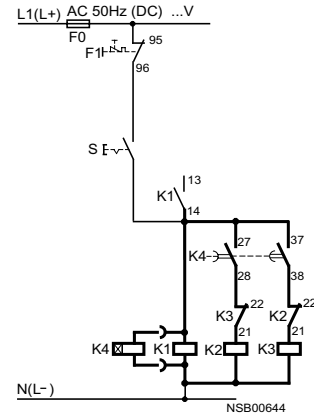 L1(L+) AC 50Hz (DC) ...V
F0
F1
95
96
S
K1
13
14
K4
27
37
28
38
K3
22
K2
22
21
21
K4
K1
K2
K3
N(L-)
NSB00644